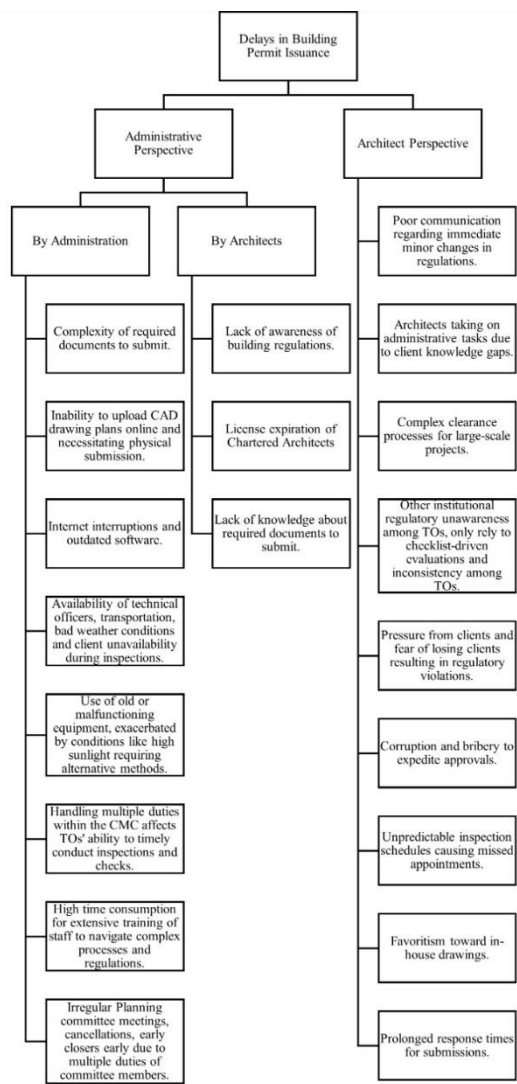 Delays in Building
Permit Issuance
Administrative
Perspective
Architect Perspective
By Administration
By Architects
Complexity of required
documents to submit.
Inability to upload CAD
drawing plans online and
necessitating physical
submission.
Internet interruptions and
outdated software.
Availability of technical
officers, transportation,
bad weather conditions
and client unavailability
during inspections.
Use of old or
malfunctioning
equipment, exacerbated
by conditions like high
sunlight requiring
alternative methods.
Handling multiple duties
within the CMC affects
TOs' ability to timely
conduct inspections and
checks.
High time consumption
for extensive training of
staff to navigate complex
processes and
regulations.
Irregular Planning
committee meetings,
cancellations, early
closers early due to
multiple duties of
committee members.
Lack of awareness of
building regulations.
License expiration of
Chartered Architects
Lack of knowledge about
required documents to
submit.
Poor communication
regarding immediate
minor changes in
regulations.
Architects taking on
administrative tasks due
to client knowledge gaps.
Complex clearance
processes for large-scale
projects.
Other institutional
regulatory unawareness
among TOs, only rely to
checklist-driven
evaluations and
inconsistency among
TOs.
Pressure from clients and
fear of losing clients
resulting in regulatory
violations.
Corruption and bribery to
expedite approvals.
Unpredictable inspection
schedules causing missed
appointments.
Favoritism toward in-
house drawings.
Prolonged response times
for submissions.